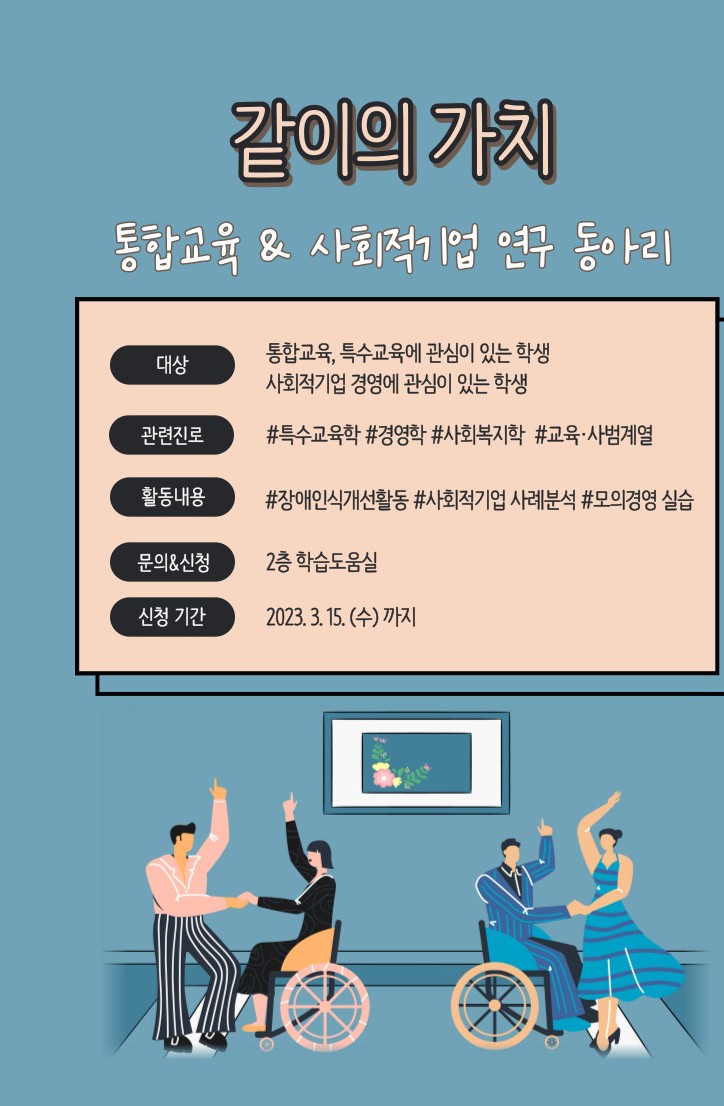 같이의 가치
통합교육 & 사회적기업 연구 동아리
대상
통합교육, 특수교육에 관심이 있는 학생
사회적기업 경영에 관심이 있는 학생
관련진로
#특수교육학 #경영학 #사회복지학 #교육·사범계열
활동내용
#장애인식개선활동 #사회적기업 사례분석 #모의경영 실습
문의&신청
2층 학습도움실
신청 기간
2023. 3. 15. (수) 까지